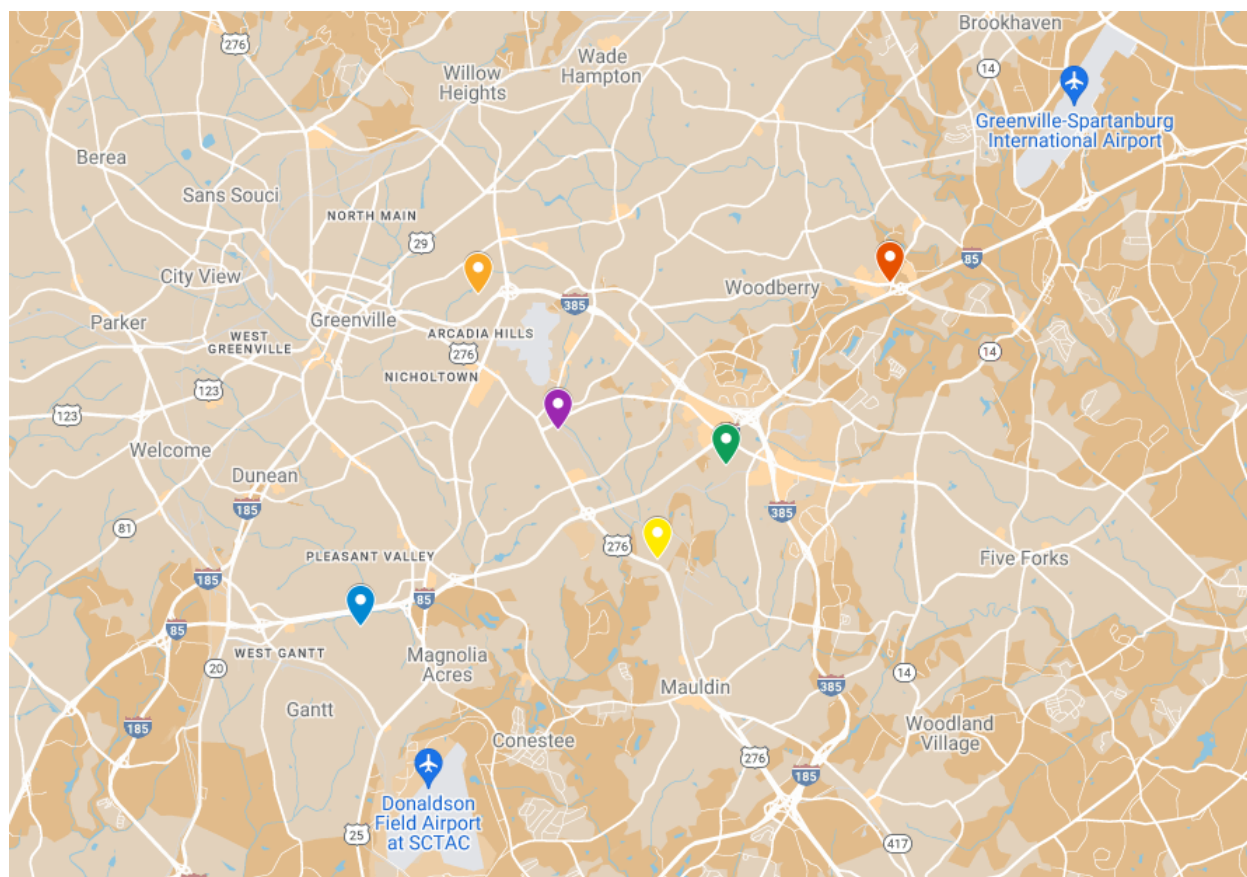 Brookhaven
276
Wade
Hampton
14
Willow
Heights
Greenville-Spartanburg
International Airport
Berea
Sans Souci
NORTH MAIN
29
85
City View
Woodberry
385
Parker
Greenville
ARCADIA HILLS
WEST
GREENVILLE
276
14
NICHOLTOWN
123
123
Welcome
Dunean
185
385
81
276
PLEASANT VALLEY
Five Forks
185
85
85
WEST GANTT
20
Magnolia
Acres
14
Mauldin
385
Gantt
Woodland
Village
185
Conestee
276
185
Donaldson
Field Airport
at SCTAC
25
417